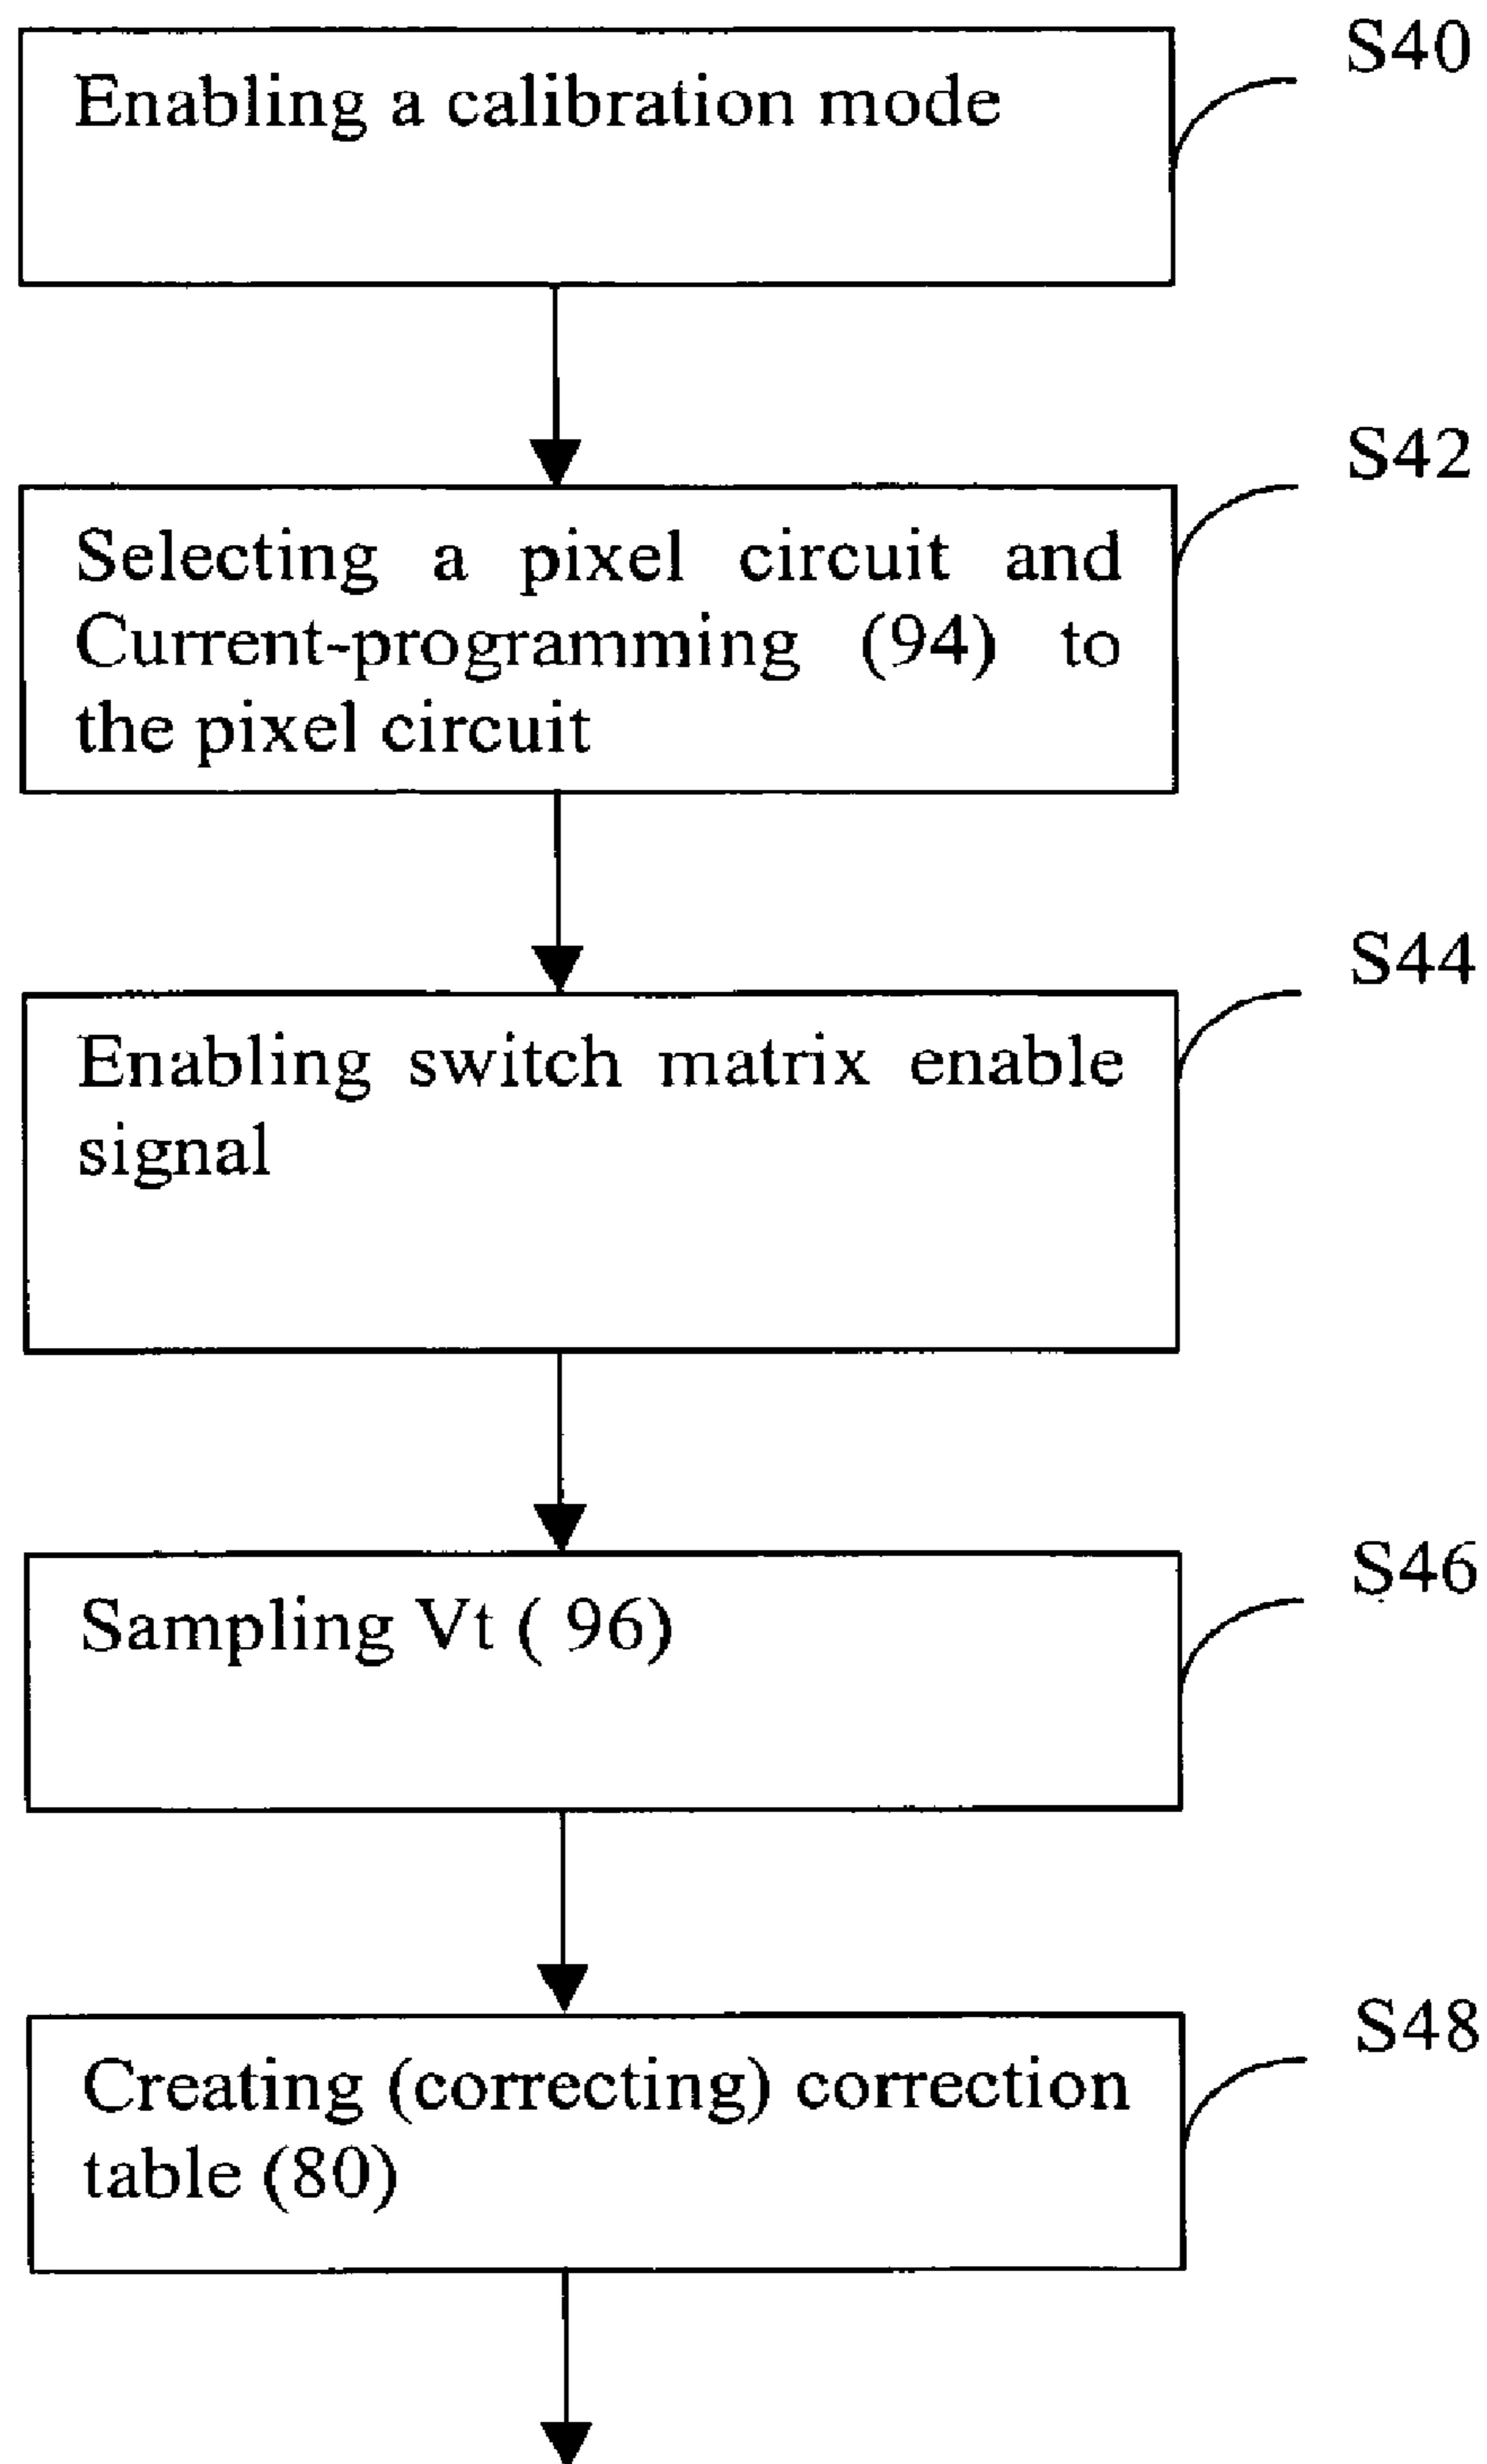 S40
Enabling a calibration mode
S42
Selecting a pixel circuit and
Current-programming (94) to
the pixel circuit
S44
Enabling switch matrix enable
signal
S46
Sampling Vt ( 96)
S48
Creating (correcting) correction
table (80)